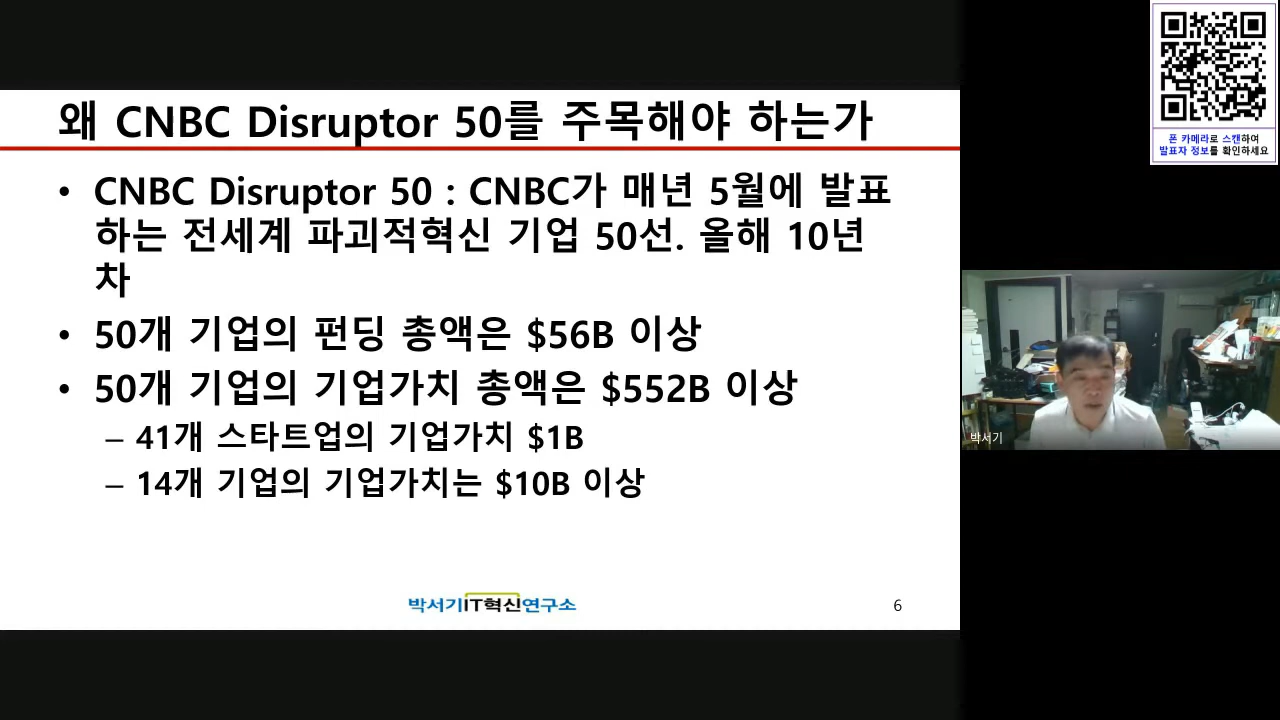 왜 CNBC Disruptor 50를 주목해야 하는가
• CNBC Disruptor 50 : CNBC가 매년 5월에 발표
하는 전세계 파괴적혁신 기업 50선. 올해 10년
차
• 50개 기업의 펀딩 총액은 $56B 이상
• 50개 기업의 기업가치 총액은 $552B 이상
– 41개 스타트업의 기업가치 $1B
– 14개 기업의 기업가치는 $10B 이상
박서기IT혁신연구소
6
폰 카메라로 스캔하여
발표자 정보를 확인하세요
박서기